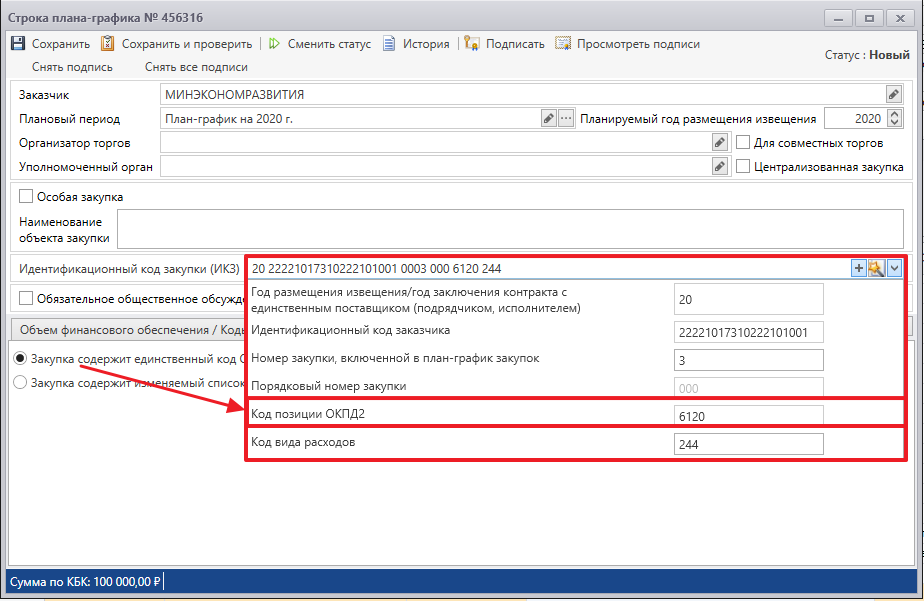 Строка плана-графика № 456316
Сохранить Сохранить и проверить Сменить статус История Подписать Просмотреть подписи
Снять подпись Снять все подписи
Статус : Новый
Заказчик МИНЭКОНОМРАЗВИТИЯ
Плановый период План-график на 2020 г. Планируемый год размещения извещения 2020
Организатор торгов Для совместных торгов
Уполномоченный орган Централизованная закупка
Особая закупка
Наименование
объекта закупки
Идентификационный код закупки (ИКЗ) 20 22221017310222101001 0003 000 6120 244
Обязательное общественное обсужде
Год размещения извещения/год заключения контракта с
единственным поставщиком (подрядчиком, исполнителем) 20
Идентификационный код заказчика 22221017310222101001
Объем финансового обеспечения / Коды
Номер закупки, включенной в план-график закупок 3
Закупка содержит единственный код О
Порядковый номер закупки 000
Закупка содержит изменяемый список
Код позиции ОКПД2 6120
Код вида расходов 244
Сумма по КБК: 100 000,00 ₽